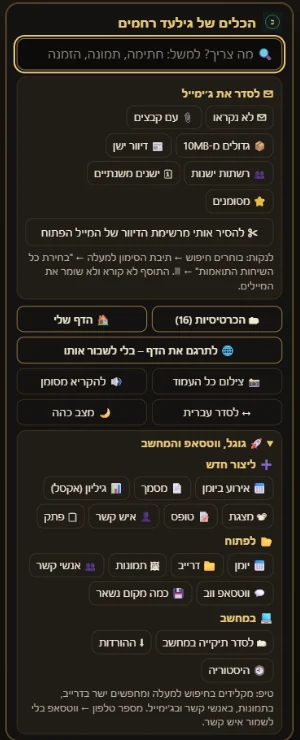 הכלים של גילעד רחמים
מה צריך? למשל: חתימה, תמונה, הזמנה
לסדר את ג׳ימייל
לא נקראו
עם קבצים
גדולים מ-10MB
דיוור ישן
רשתות ישנות
ישנים משנתיים
מסומנים
להסיר אותי מרשימת הדיוור של המייל הפתוח
לנקות: בוחרים חיפוש ← תיבת הסימון למעלה ← "בחירת כל
השיחות התואמות" ← 🗑. התוסף לא קורא ולא שומר את
המיילים.
הכרטיסיות (16)
הדף שלי
לתרגם את הדף – בלי לשבור אותו
צילום כל העמוד
להקריא מסומן
↔ לסדר עברית
מצב כהה
▼ גוגל, ווטסאפ והמחשב
ליצור חדש
אירוע ביומן
מסמך
גיליון (אקסל)
מצגת
טופס
איש קשר
פתק
לפתוח
יומן
דרייב
תמונות
אנשי קשר
ווטסאפ ווב
כמה מקום נשאר
במחשב
לסדר תיקייה במחשב
⬇ ההורדות
היסטוריה
טיפ: מקלידים בחיפוש למעלה ומחפשים ישר בדרייב,
בתמונות, באנשי קשר ובג׳ימייל. מספר טלפון ← ווטסאפ בלי
לשמור איש קשר.